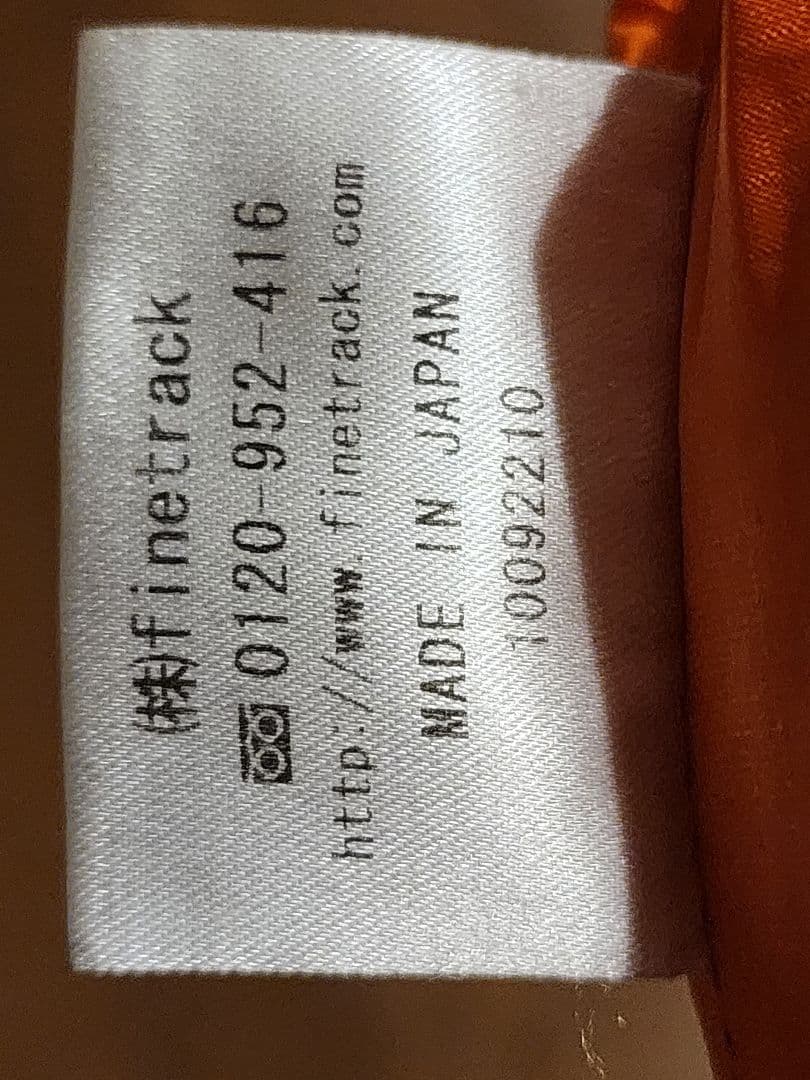 ㈱finetrack
0120-952-416
http://www.finetrack.com
MADE IN JAPAN
10092210